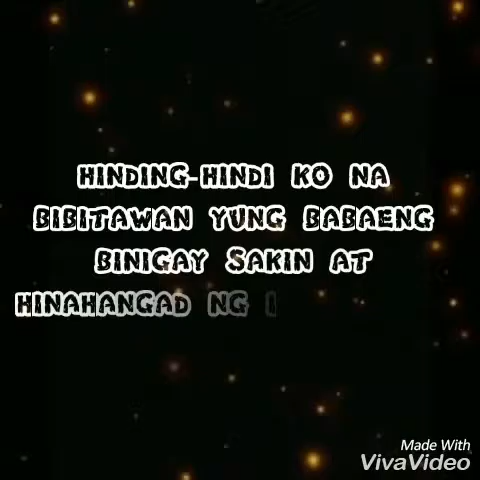 HINDING-HINDI KO NA
BIBITAWAN YUNG BABAENG
BINIGAY SAKIN AT
HINAHANGAD NG I
Made With
VivaVideo